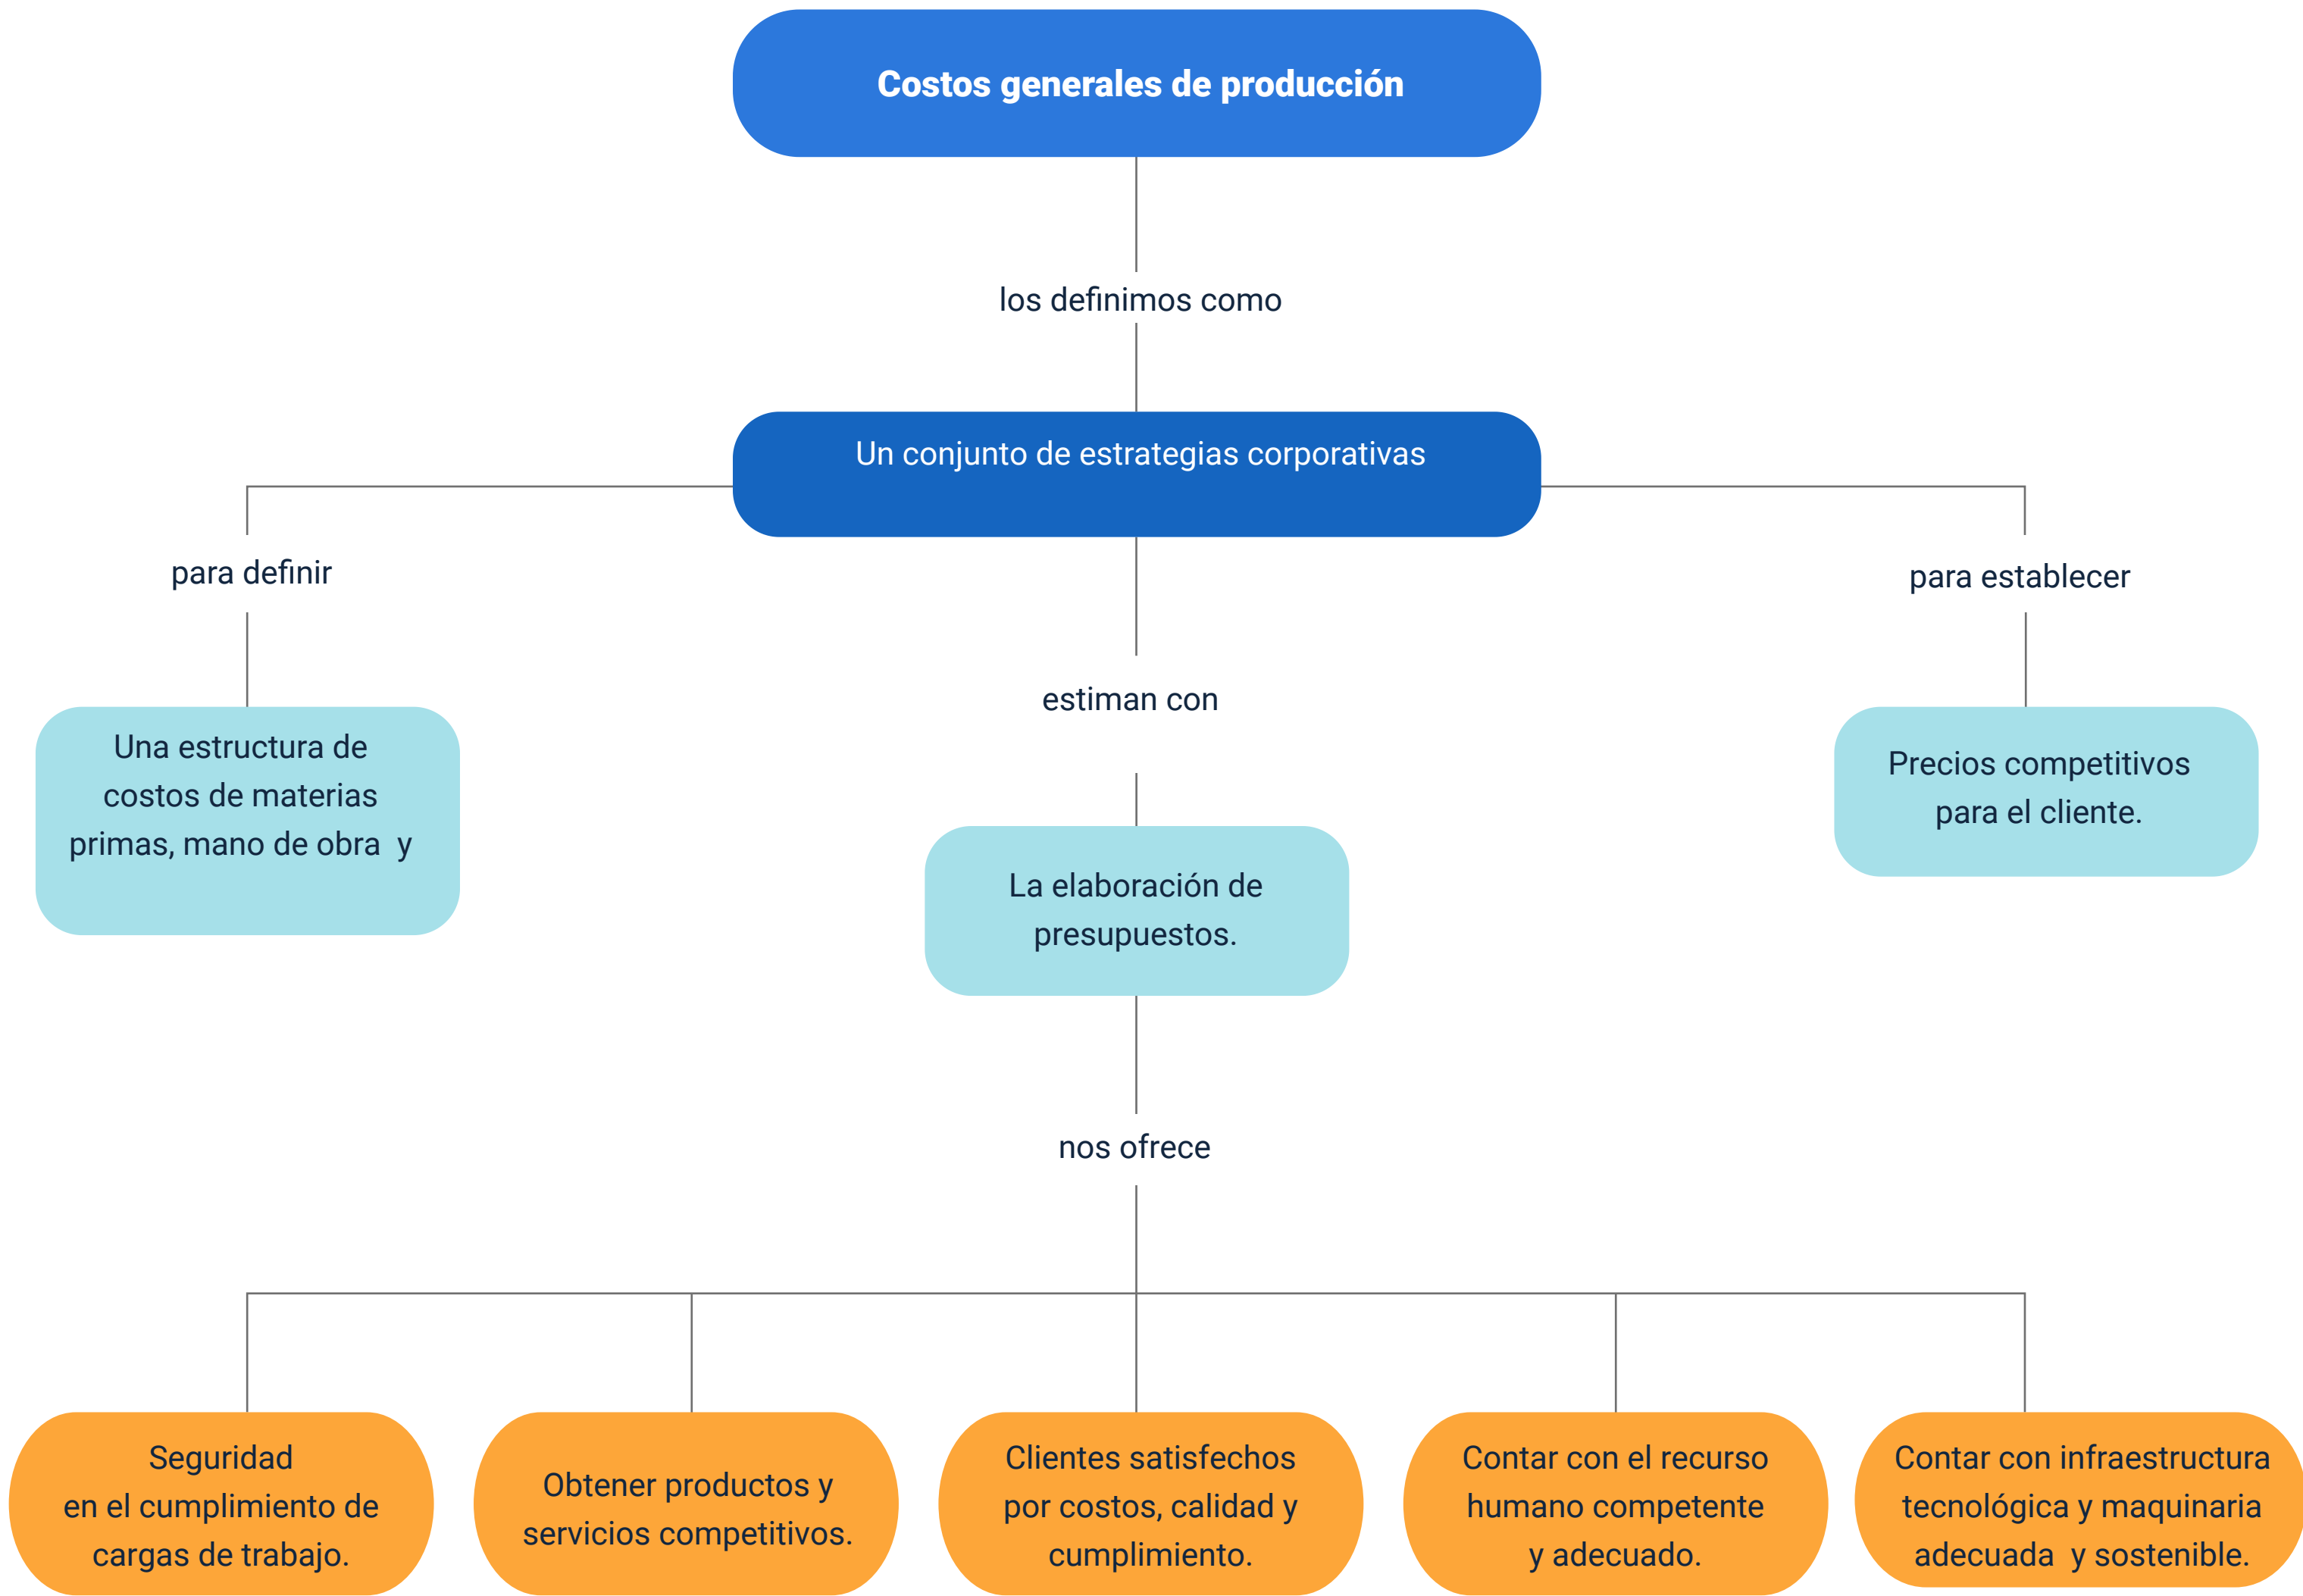 Costos generales de producción
los definimos como
Un conjunto de estrategias corporativas
para definir
para establecer
estiman con
Una estructura de
costos de materias
primas, mano de obra  y
Precios competitivos
para el cliente.
La elaboración de
presupuestos.
nos ofrece
Seguridad
en el cumplimiento de
cargas de trabajo.
Obtener productos y
servicios competitivos.
Clientes satisfechos
por costos, calidad y
cumplimiento.
Contar con el recurso
humano competente
y adecuado.
Contar con infraestructura
tecnológica y maquinaria
adecuada  y sostenible.